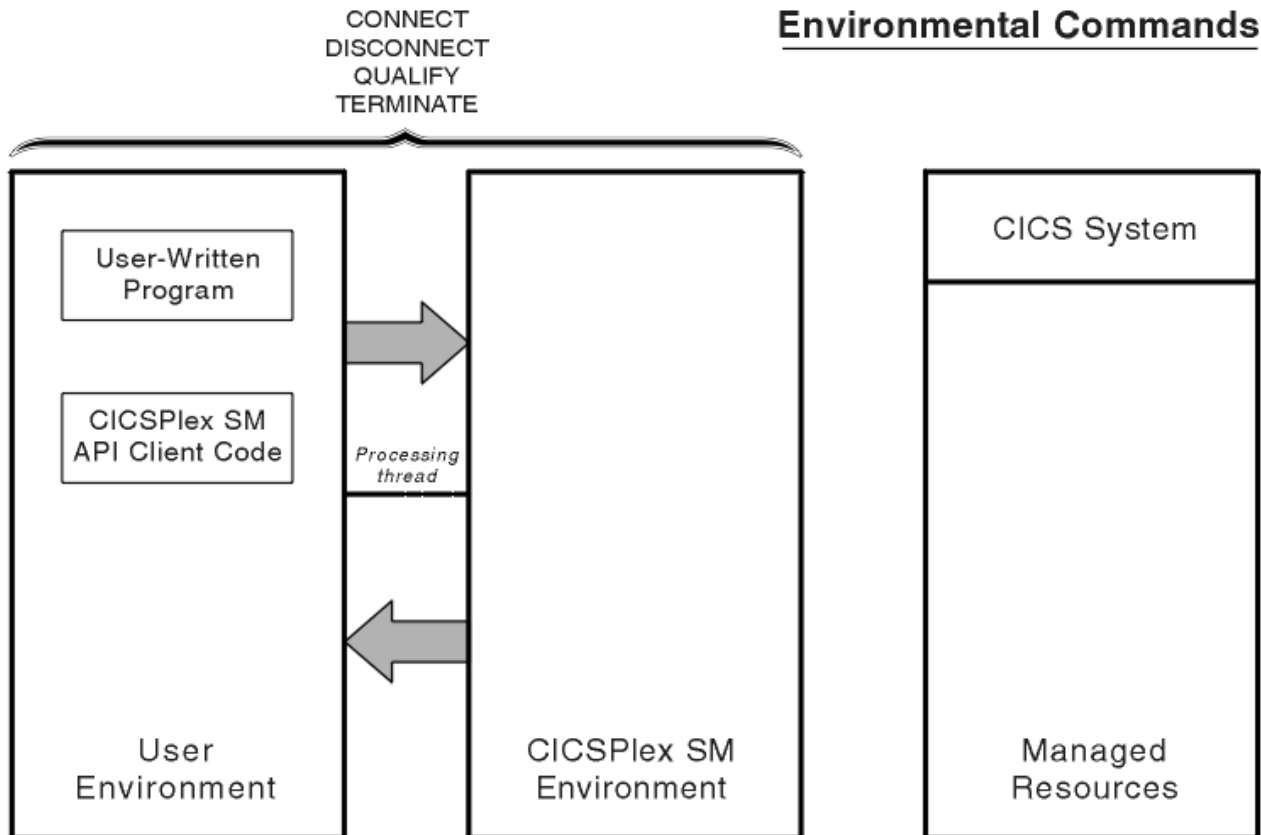 Environmental Commands
CONNECT
DISCONNECT
QUALIFY
TERMINATE
User-Written
Program
CICSPlex SM
API Client Code
Processing
thread
User
Environment
CICSPlex SM
Environment
CICS System
Managed
Resources